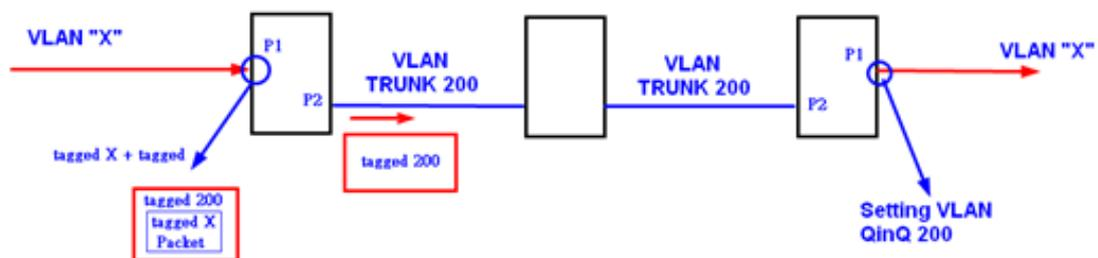 VLAN "X"
P1
P2
tagged X + tagged
tagged 200
tagged X
Packet
VLAN
TRUNK 200
tagged 200
VLAN
TRUNK 200
P1
P2
VLAN "X"
Setting VLAN
QinQ 200